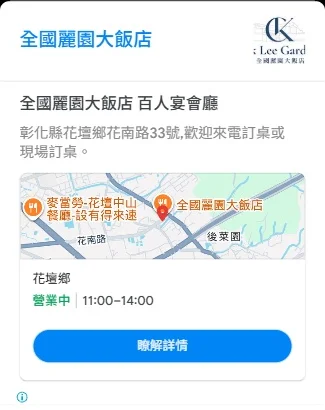 全國麗園大飯店
CK
k Lee Gard
全國麗園大飯店
全國麗園大飯店 百人宴會廳
彰化縣花壇鄉花南路33號,歡迎來電訂桌或
現場訂桌。
麥當勞-花壇中山
餐廳-設有得來速
全國麗園大飯店
花南路
後菜園
花壇鄉
營業中 | 11:00–14:00
瞭解詳情